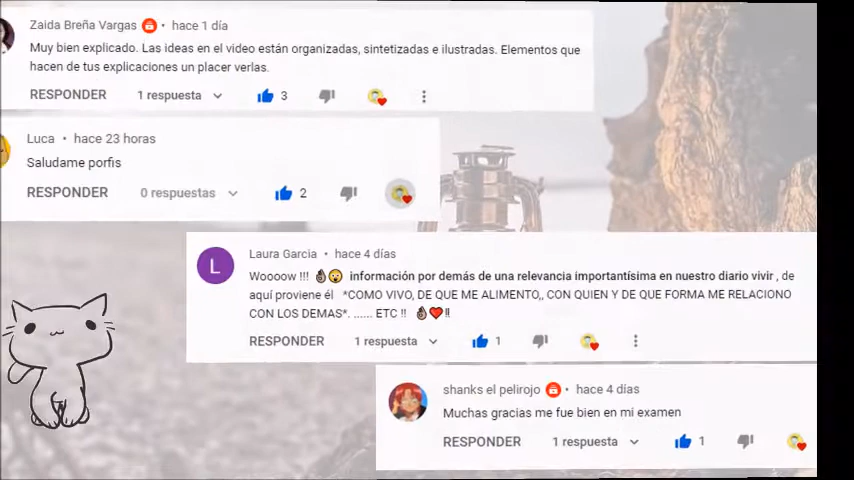 Zaida Breña Vargas • hace 1 día
Muy bien explicado. Las ideas en el video están organizadas, sintetizadas e ilustradas. Elementos que
hacen de tus explicaciones un placer verlas.
RESPONDER 1 respuesta 3
Luca • hace 23 horas
Saludame porfis
RESPONDER 0 respuestas 2
L
Laura Garcia • hace 4 días
Woooow !!! 👌🏿😮 información por demás de una relevancia importantísima en nuestro diario vivir , de
aquí proviene él *COMO VIVO, DE QUE ME ALIMENTO,, CON QUIEN Y DE QUE FORMA ME RELACIONO
CON LOS DEMAS*. ...... ETC !! 👌🏿❤️!!
RESPONDER 1 respuesta 1
shanks el pelirojo • hace 4 días
Muchas gracias me fue bien en mi examen
RESPONDER 1 respuesta 1